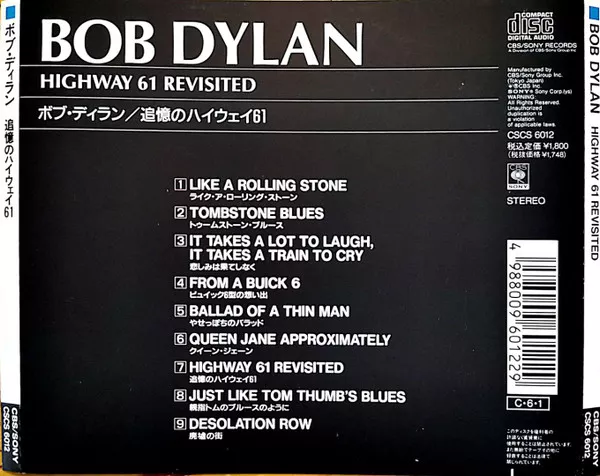 ボブ・ディラン 追憶のハイウェイ61
CBS/SONY
CSCS 6012
BOB DYLAN
HIGHWAY 61 REVISITED
ボブ・ディラン/追憶のハイウェイ61
1 LIKE A ROLLING STONE
ライク・ア・ローリング・ストーン
2 TOMBSTONE BLUES
トゥームストーン・ブルース
3 IT TAKES A LOT TO LAUGH,
IT TAKES A TRAIN TO CRY
悲しみは果てしなく
4 FROM A BUICK 6
ビュイック6型の想い出
5 BALLAD OF A THIN MAN
やせっぽちのバラッド
6 QUEEN JANE APPROXIMATELY
クイーン・ジェーン
7 HIGHWAY 61 REVISITED
追憶のハイウェイ61
8 JUST LIKE TOM THUMB'S BLUES
親指トムのブルースのように
9 DESOLATION ROW
廃墟の街
COMPACT
disc
DIGITAL AUDIO
CBS/SONY RECORDS
A Division of CBS/Sony Group Inc.
Manufactured by
CBS/Sony Group Inc.
(Tokyo Japan)
SONY® Sony Corp.(ys)
WARNING:
All Rights Reserved.
Unauthorized
duplication is
a violation
of applicable laws.
CSCS 6012
税込定価¥1,800
(税抜価格¥1,748)
CBS
SONY
STEREO
4988009601229
C・6・1
BOB DYLAN HIGHWAY 61 REVISITED
CBS/SONY
CSCS 6012